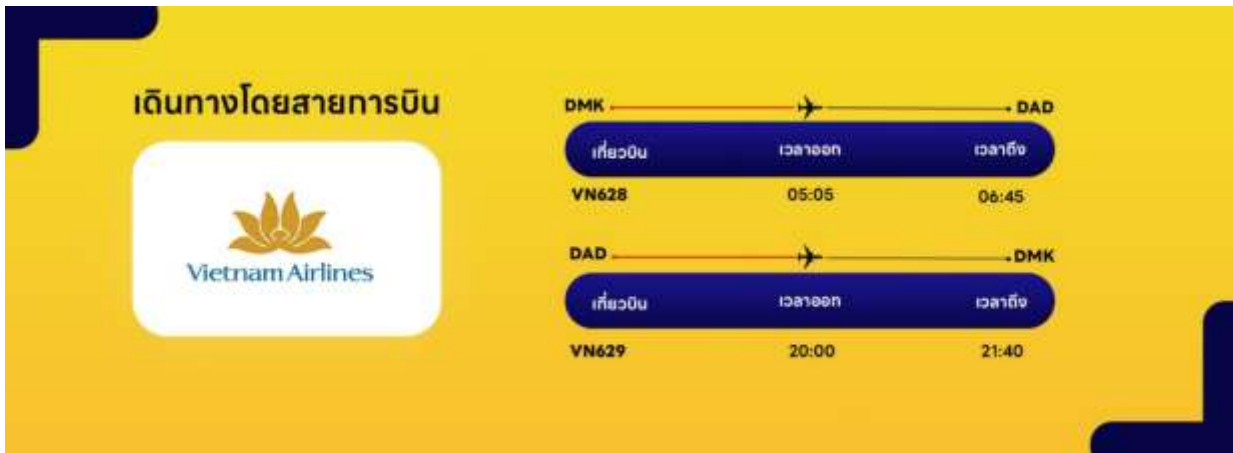 เดินทางโดยสายการบิน
Vietnam Airlines
DMK DAD
เที่ยวบิน เวลาออก เวลาถึง
VN628 05:05 06:45
DAD DMK
เที่ยวบิน เวลาออก เวลาถึง
VN629 20:00 21:40